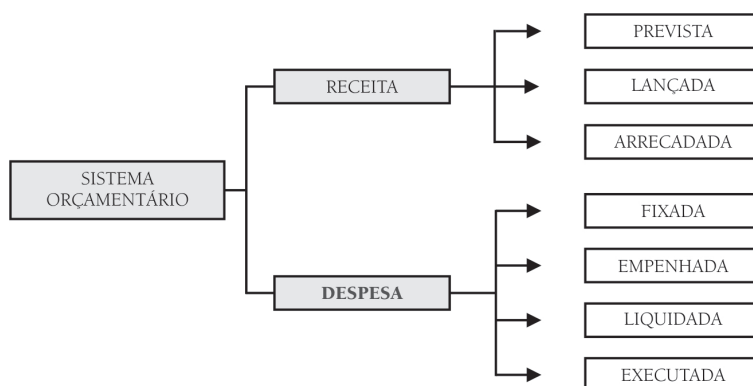 SISTEMA
ORÇAMENTÁRIO
RECEITA
PREVISTA
LANÇADA
ARRECADADA
DESPESA
FIXADA
EMPENHADA
LIQUIDADA
EXECUTADA